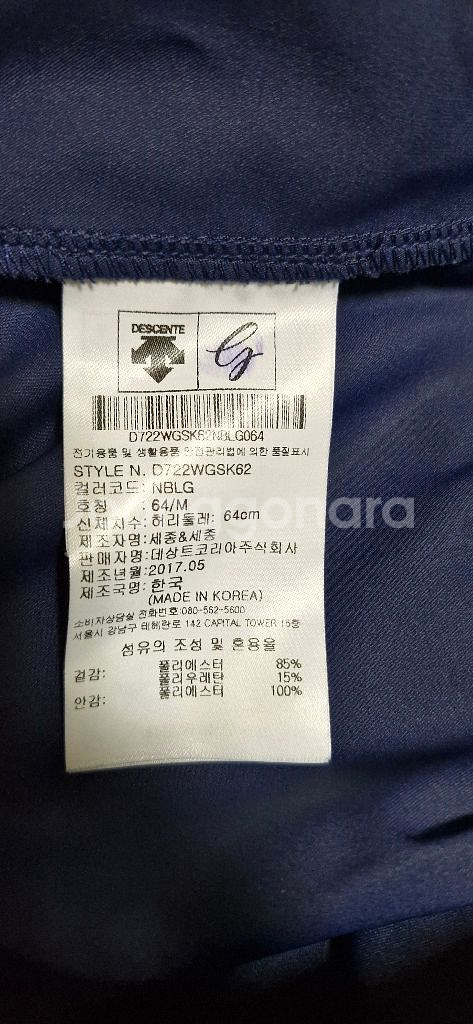 DESCENTE
D722WGSK62NBLG064
전기용품 및 생활용품 안전관리법에 의한 품질표시
STYLE N. D722WGSK62
컬러코드: NBLG
호칭 : 64/M
신체치수: 허리둘레: 64cm
제조자명: 세종&세종
판매자명: 데상트코리아주식회사
제조년월: 2017.05
제조국명: 한국
(MADE IN KOREA)
소비자상담실 전화번호:080-562-5600
서울시 강남구 테헤란로 142 CAPITAL TOWER 15층
섬유의 조성 및 혼용율
겉감: 폴리에스터 85%
폴리우레탄 15%
안감: 폴리에스터 100%